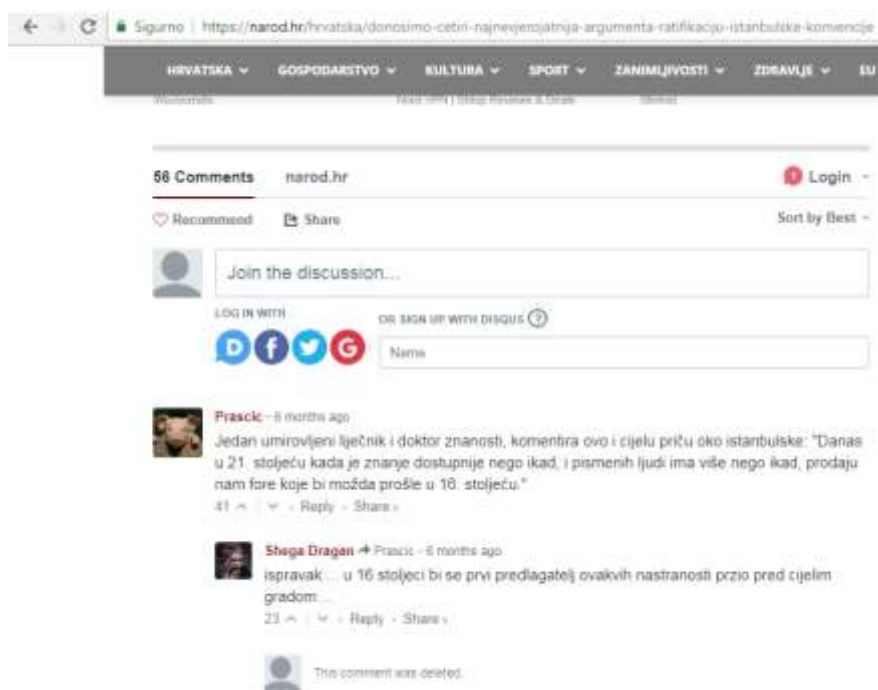 Sigurno https://narod.hr/hrvatska/donosimo-cetiri-najnevjerojatnija-argumenta-ratifikaciju-istanbulske-konvencije
HRVATSKA GOSPODARSTVO KULTURA SPORT ZANIMLJIVOSTI ZDRAVLJE EU
56 Comments narod.hr 1 Login
Recommend Share Sort by Best
Join the discussion...
LOG IN WITH
OR SIGN UP WITH DISQUS ?
Name
Prascic - 6 months ago
Jedan umirovljeni liječnik i doktor znanosti, komentira ovo i cijelu priču oko istanbulske: "Danas
u 21. stoljeću kada je znanje dostupnije nego ikad, i pismenih ljudi ima više nego ikad, prodaju
nam fore koje bi možda prošle u 16. stoljeću."
41 - Reply - Share ›
Shega Dragan Prascic - 6 months ago
ispravak ... u 16 stoljeci bi se prvi predlagatelj ovakvih nastranosti przio pred cijelim
gradom ...
23 - Reply - Share ›
This comment was deleted.